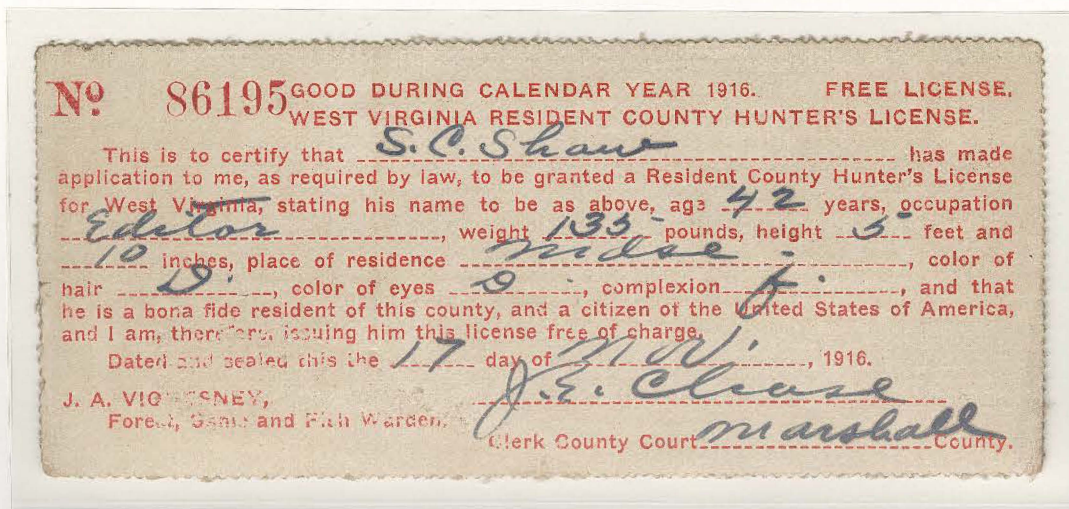 No 86195 GOOD DURING CALENDAR YEAR 1916. FREE LICENSE.
WEST VIRGINIA RESIDENT COUNTY HUNTER'S LICENSE.
This is to certify that S. C. Shaw has made
application to me, as required by law, to be granted a Resident County Hunter's License
for West Virginia, stating his name to be as above, age 42 years, occupation
Editor, weight 135 pounds, height 5 feet and
10 inches, place of residence Mdse, color of
hair D., color of eyes D, complexion f., and that
he is a bona fide resident of this county, and a citizen of the United States of America,
and I am, therefore, issuing him this license free of charge.
Dated and sealed this the 17 day of Nov., 1916.
J. E. Chase
J. A. VIQUESNEY,
Forest, Game and Fish Warden.
Clerk County Court Marshall County.